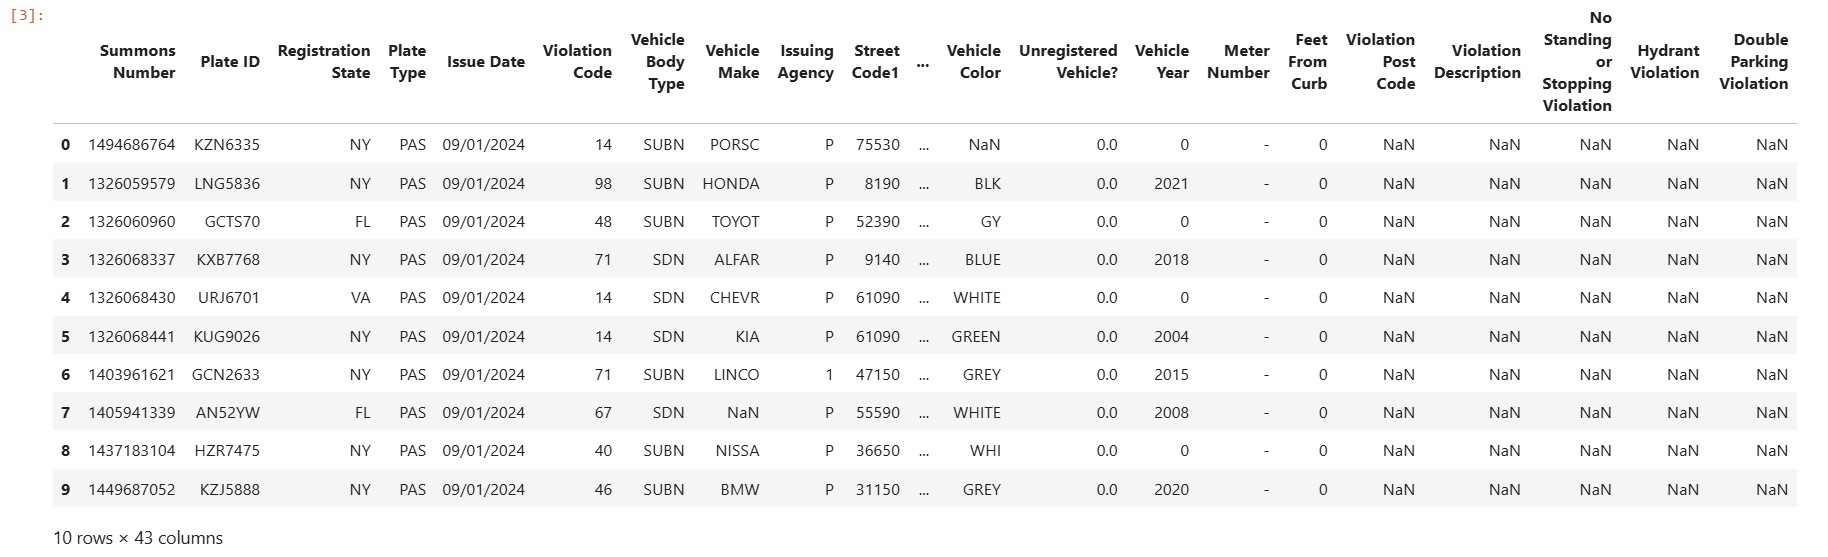 [3]:
Summons Number Plate ID Registration State Plate Type Issue Date Violation Code Vehicle Body Type Vehicle Make Issuing Agency Street Code1 ... Vehicle Color Unregistered Vehicle? Vehicle Year Meter Number Feet From Curb Violation Post Code Violation Description No Standing or Stopping Violation Hydrant Violation Double Parking Violation
0 1494686764 KZN6335 NY PAS 09/01/2024 14 SUBN PORSC P 75530 ... NaN 0.0 0 - 0 NaN NaN NaN NaN NaN
1 1326059579 LNG5836 NY PAS 09/01/2024 98 SUBN HONDA P 8190 ... BLK 0.0 2021 - 0 NaN NaN NaN NaN NaN
2 1326060960 GCTS70 FL PAS 09/01/2024 48 SUBN TOYOT P 52390 ... GY 0.0 0 - 0 NaN NaN NaN NaN NaN
3 1326068337 KXB7768 NY PAS 09/01/2024 71 SDN ALFAR P 9140 ... BLUE 0.0 2018 - 0 NaN NaN NaN NaN NaN
4 1326068430 URJ6701 VA PAS 09/01/2024 14 SDN CHEVR P 61090 ... WHITE 0.0 0 - 0 NaN NaN NaN NaN NaN
5 1326068441 KUG9026 NY PAS 09/01/2024 14 SDN KIA P 61090 ... GREEN 0.0 2004 - 0 NaN NaN NaN NaN NaN
6 1403961621 GCN2633 NY PAS 09/01/2024 71 SUBN LINCO 1 47150 ... GREY 0.0 2015 - 0 NaN NaN NaN NaN NaN
7 1405941339 AN52YW FL PAS 09/01/2024 67 SDN NaN P 55590 ... WHITE 0.0 2008 - 0 NaN NaN NaN NaN NaN
8 1437183104 HZR7475 NY PAS 09/01/2024 40 SUBN NISSA P 36650 ... WHI 0.0 0 - 0 NaN NaN NaN NaN NaN
9 1449687052 KZJ5888 NY PAS 09/01/2024 46 SUBN BMW P 31150 ... GREY 0.0 2020 - 0 NaN NaN NaN NaN NaN
10 rows × 43 columns